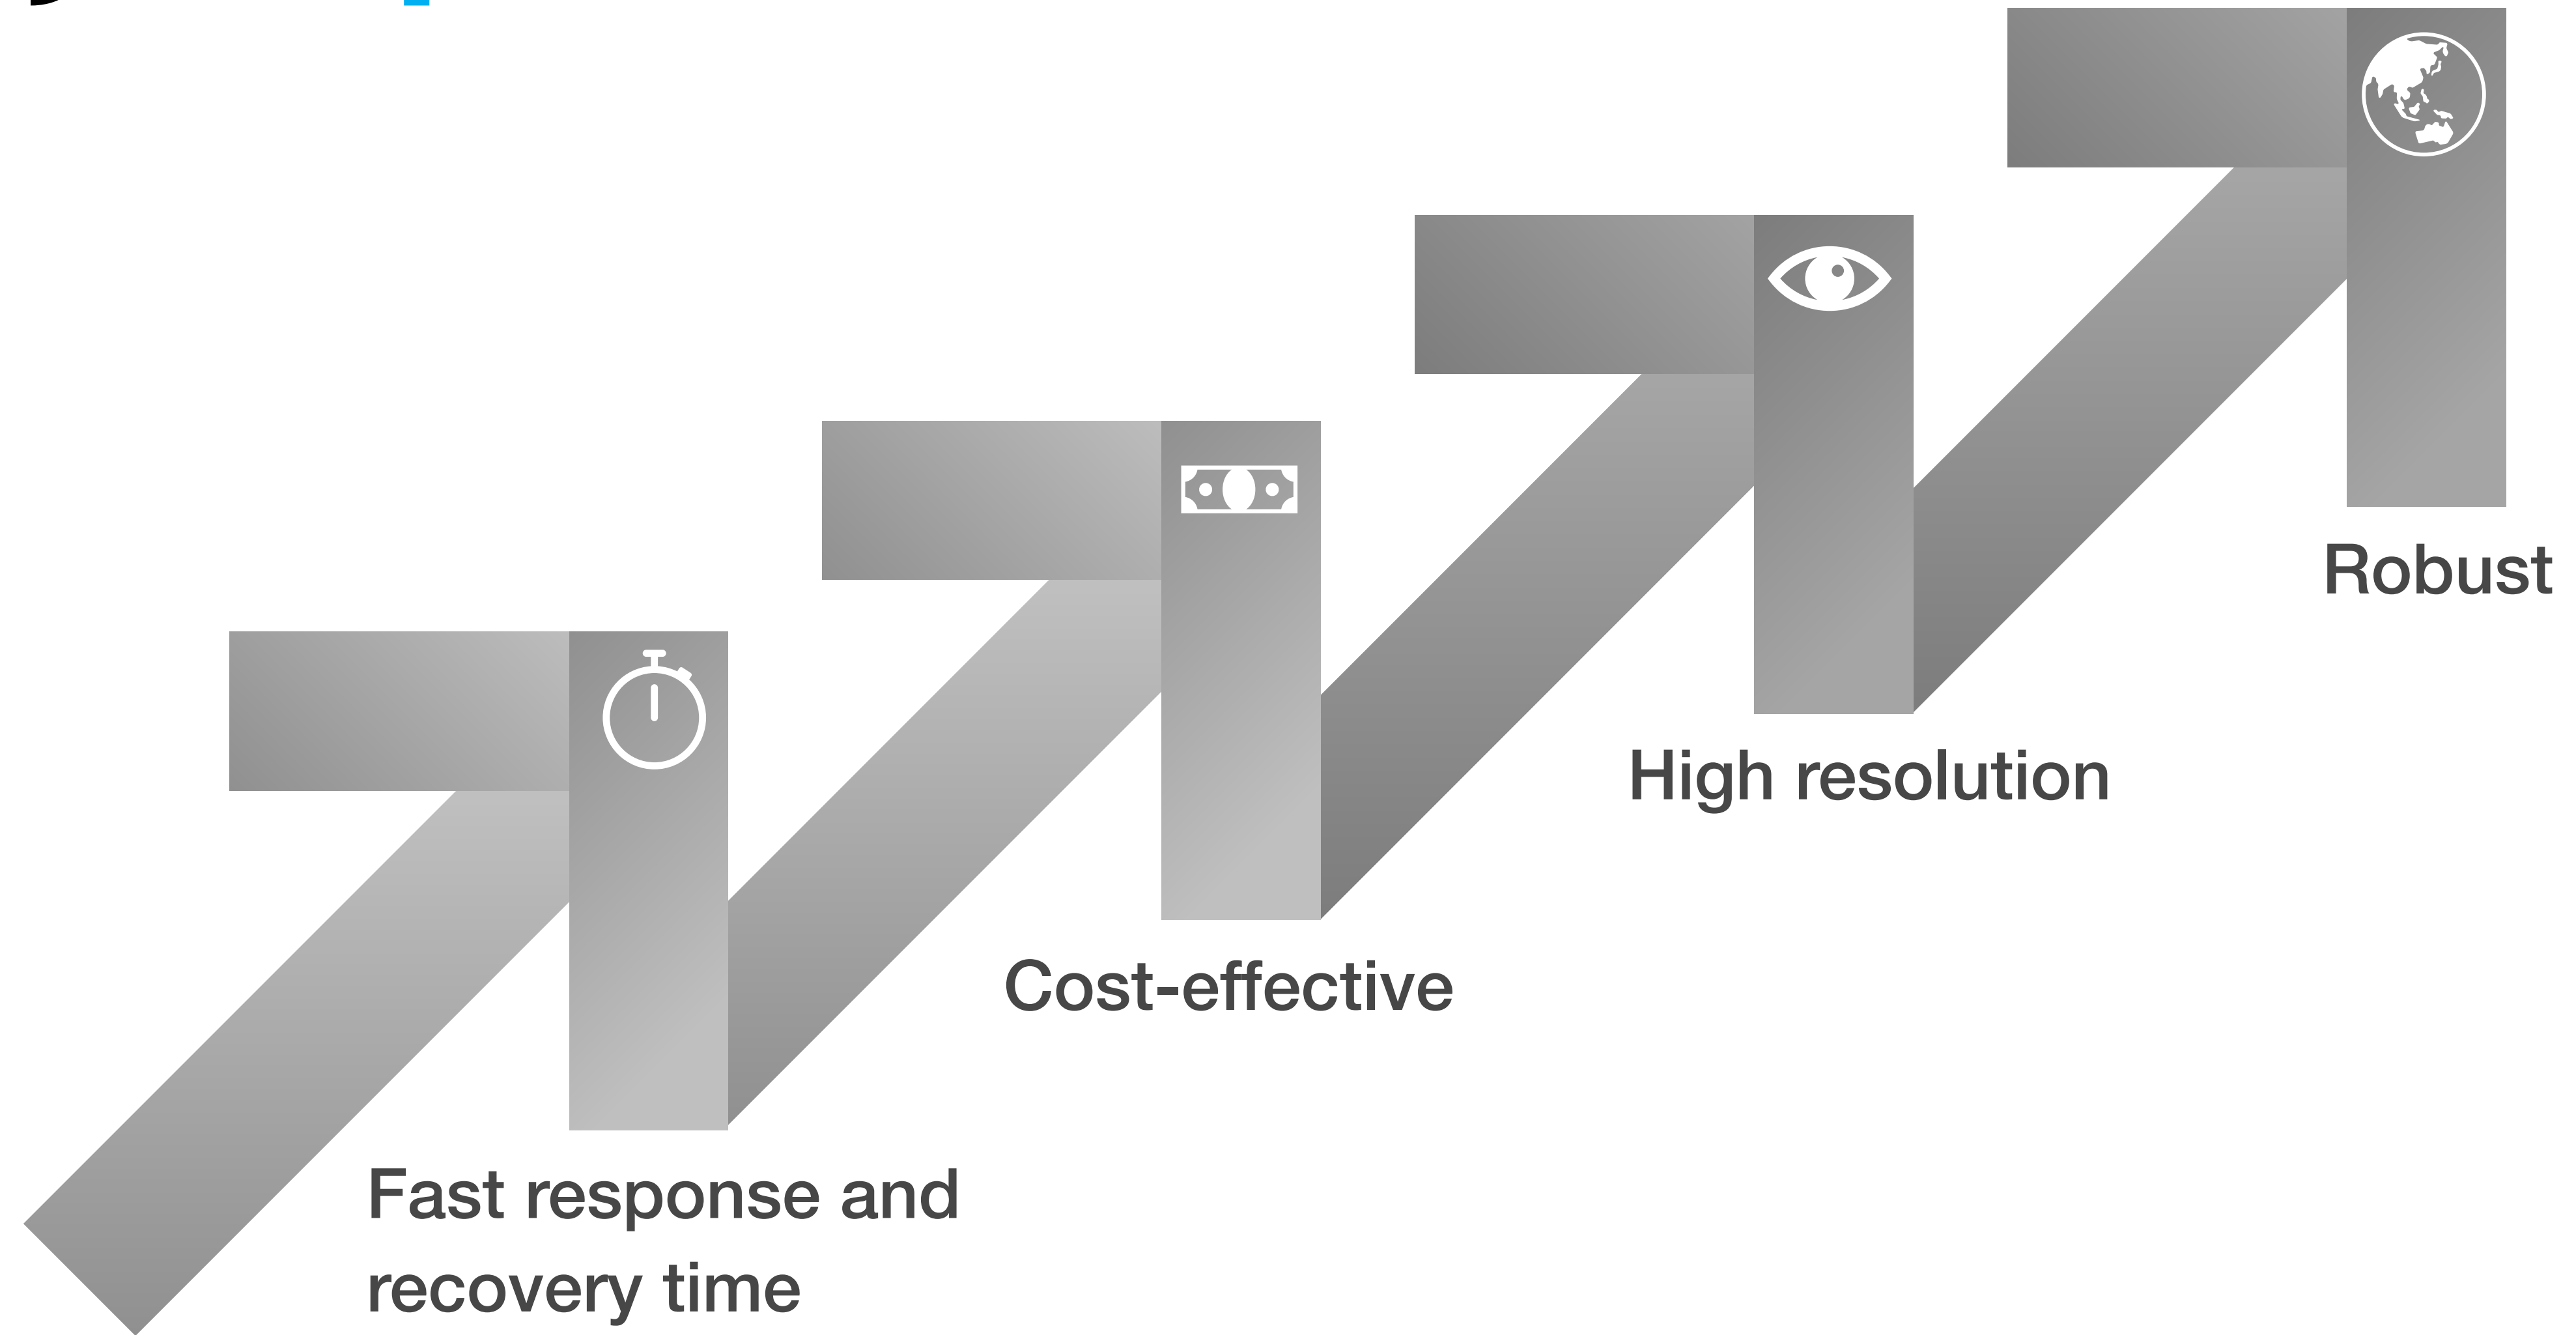 Robust
High resolution
Cost-effective
Fast response and
recovery time